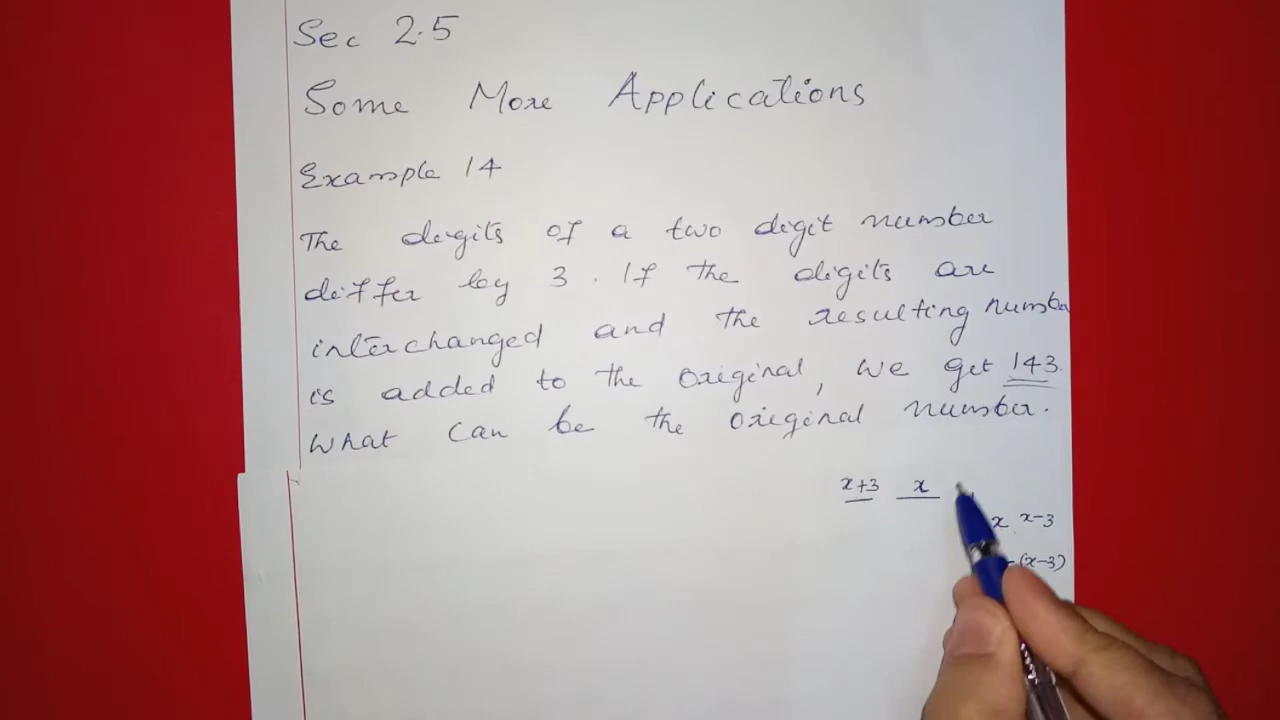 Sec 2.5
Some More Applications
Example 14
The digits of a two digit number
differ by 3. If the digits are
interchanged and the resulting
is added to the original, we get 143.
What can be the original number.
x+3 x
x x-3
-(x-3)